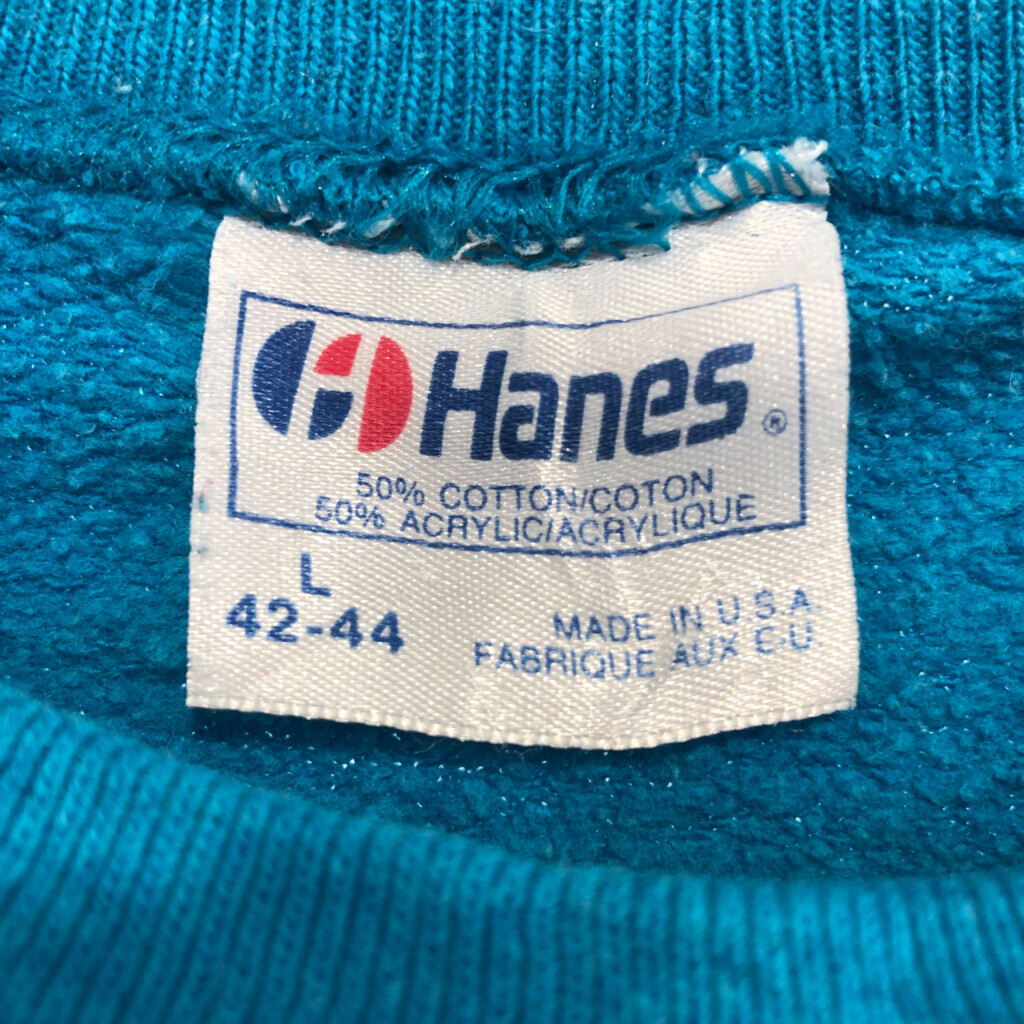 Hanes®
50% COTTON/COTON
50% ACRYLIC/ACRYLIQUE
L
42-44
MADE IN U.S.A.
FABRIQUE AUX E-U.